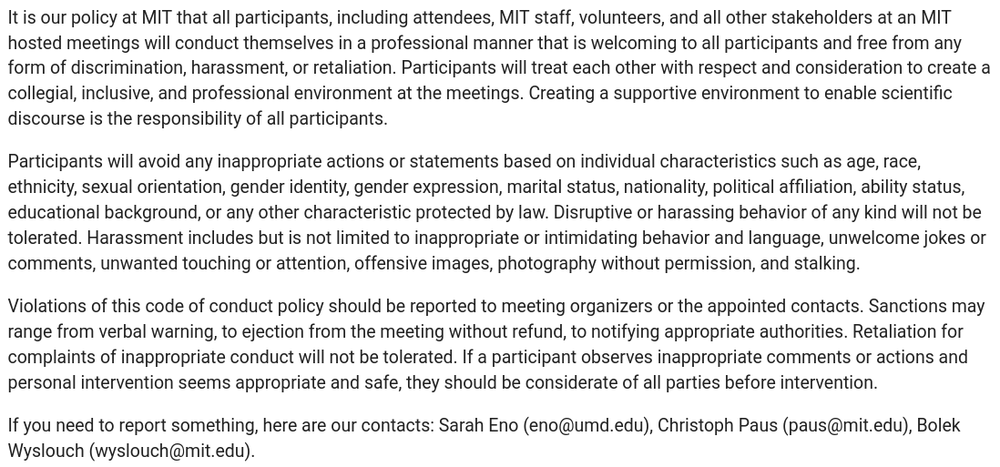 It is our policy at MIT that all participants, including attendees, MIT staff, volunteers, and all other stakeholders at an MIT
hosted meetings will conduct themselves in a professional manner that is welcoming to all participants and free from any
form of discrimination, harassment, or retaliation. Participants will treat each other with respect and consideration to create a
collegial, inclusive, and professional environment at the meetings. Creating a supportive environment to enable scientific
discourse is the responsibility of all participants.
Participants will avoid any inappropriate actions or statements based on individual characteristics such as age, race,
ethnicity, sexual orientation, gender identity, gender expression, marital status, nationality, political affiliation, ability status,
educational background, or any other characteristic protected by law. Disruptive or harassing behavior of any kind will not be
tolerated. Harassment includes but is not limited to inappropriate or intimidating behavior and language, unwelcome jokes or
comments, unwanted touching or attention, offensive images, photography without permission, and stalking.
Violations of this code of conduct policy should be reported to meeting organizers or the appointed contacts. Sanctions may
range from verbal warning, to ejection from the meeting without refund, to notifying appropriate authorities. Retaliation for
complaints of inappropriate conduct will not be tolerated. If a participant observes inappropriate comments or actions and
personal intervention seems appropriate and safe, they should be considerate of all parties before intervention.
If you need to report something, here are our contacts: Sarah Eno (eno@umd.edu), Christoph Paus (paus@mit.edu), Bolek
Wyslouch (wyslouch@mit.edu).